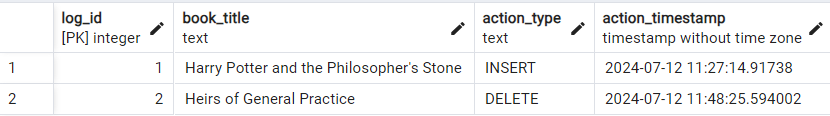 log_id book_title action_type action_timestamp
[PK] integer text text timestamp without time zone
1 1 Harry Potter and the Philosopher's Stone INSERT 2024-07-12 11:27:14.91738
2 2 Heirs of General Practice DELETE 2024-07-12 11:48:25.594002